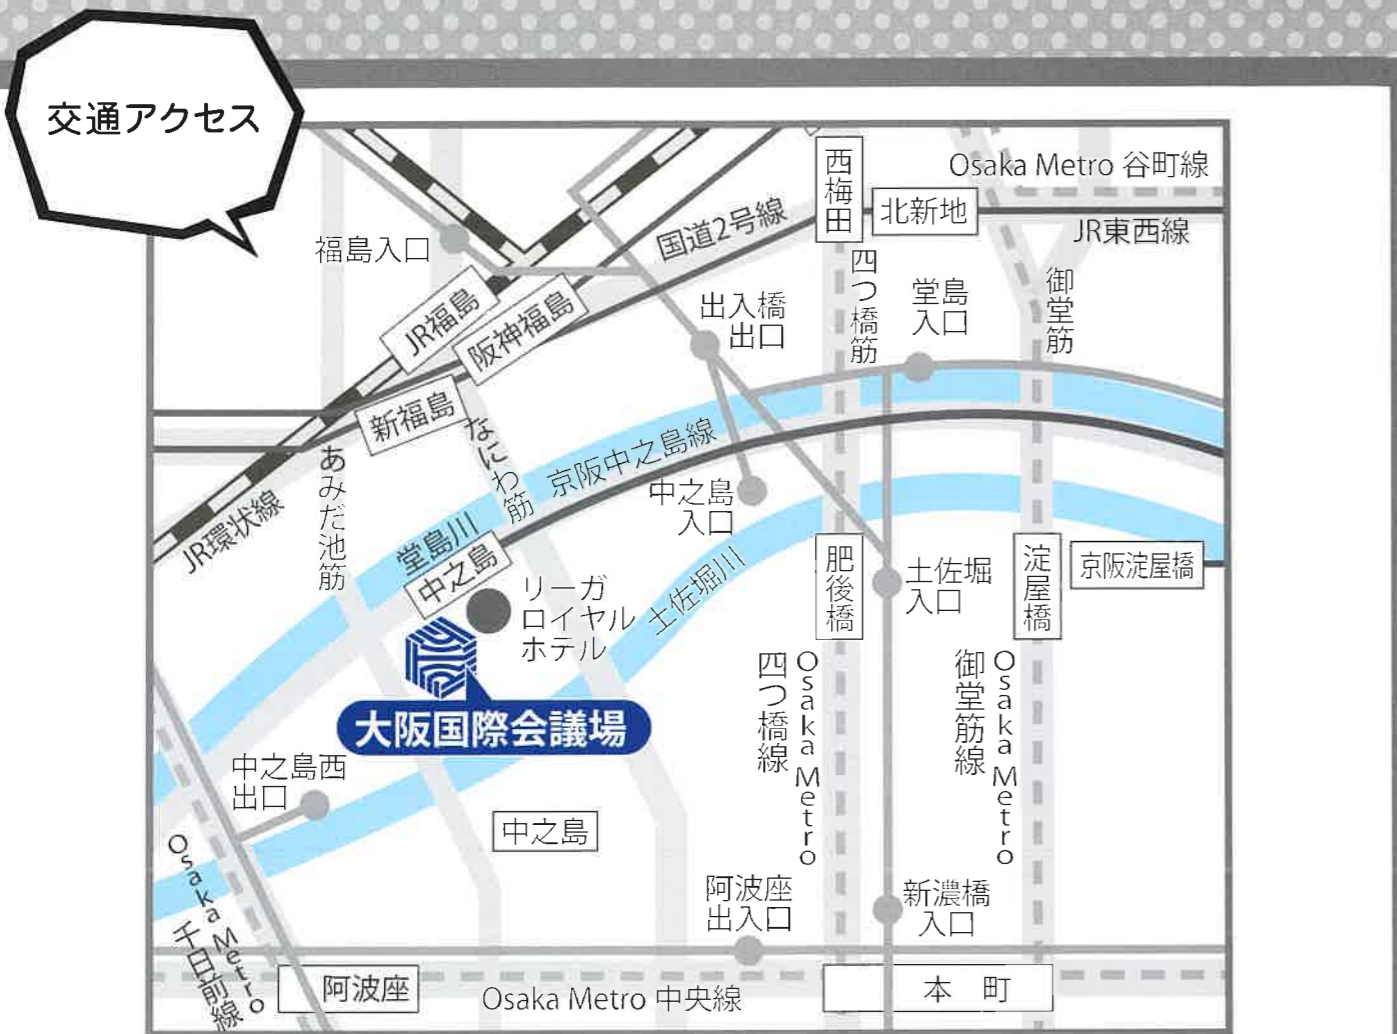 交通アクセス
Osaka Metro 谷町線
西梅田
北新地
JR東西線
国道2号線
福島入口
四つ橋筋
堂島
入口
御堂筋
出入橋
出口
JR福島
阪神福島
新福島
なにわ筋
あみだ池筋
JR環状線
京阪中之島線
中之島
入口
堂島川
中之島
リーガ
ロイヤル
ホテル
土佐堀川
肥後橋
土佐堀
入口
淀屋橋
京阪淀屋橋
大阪国際会議場
Osaka Metro
四つ橋線
Osaka Metro
御堂筋線
中之島西
出口
中之島
Osaka Metro
千日前線
阿波座
出入口
新濃橋
入口
阿波座
Osaka Metro 中央線
本 町